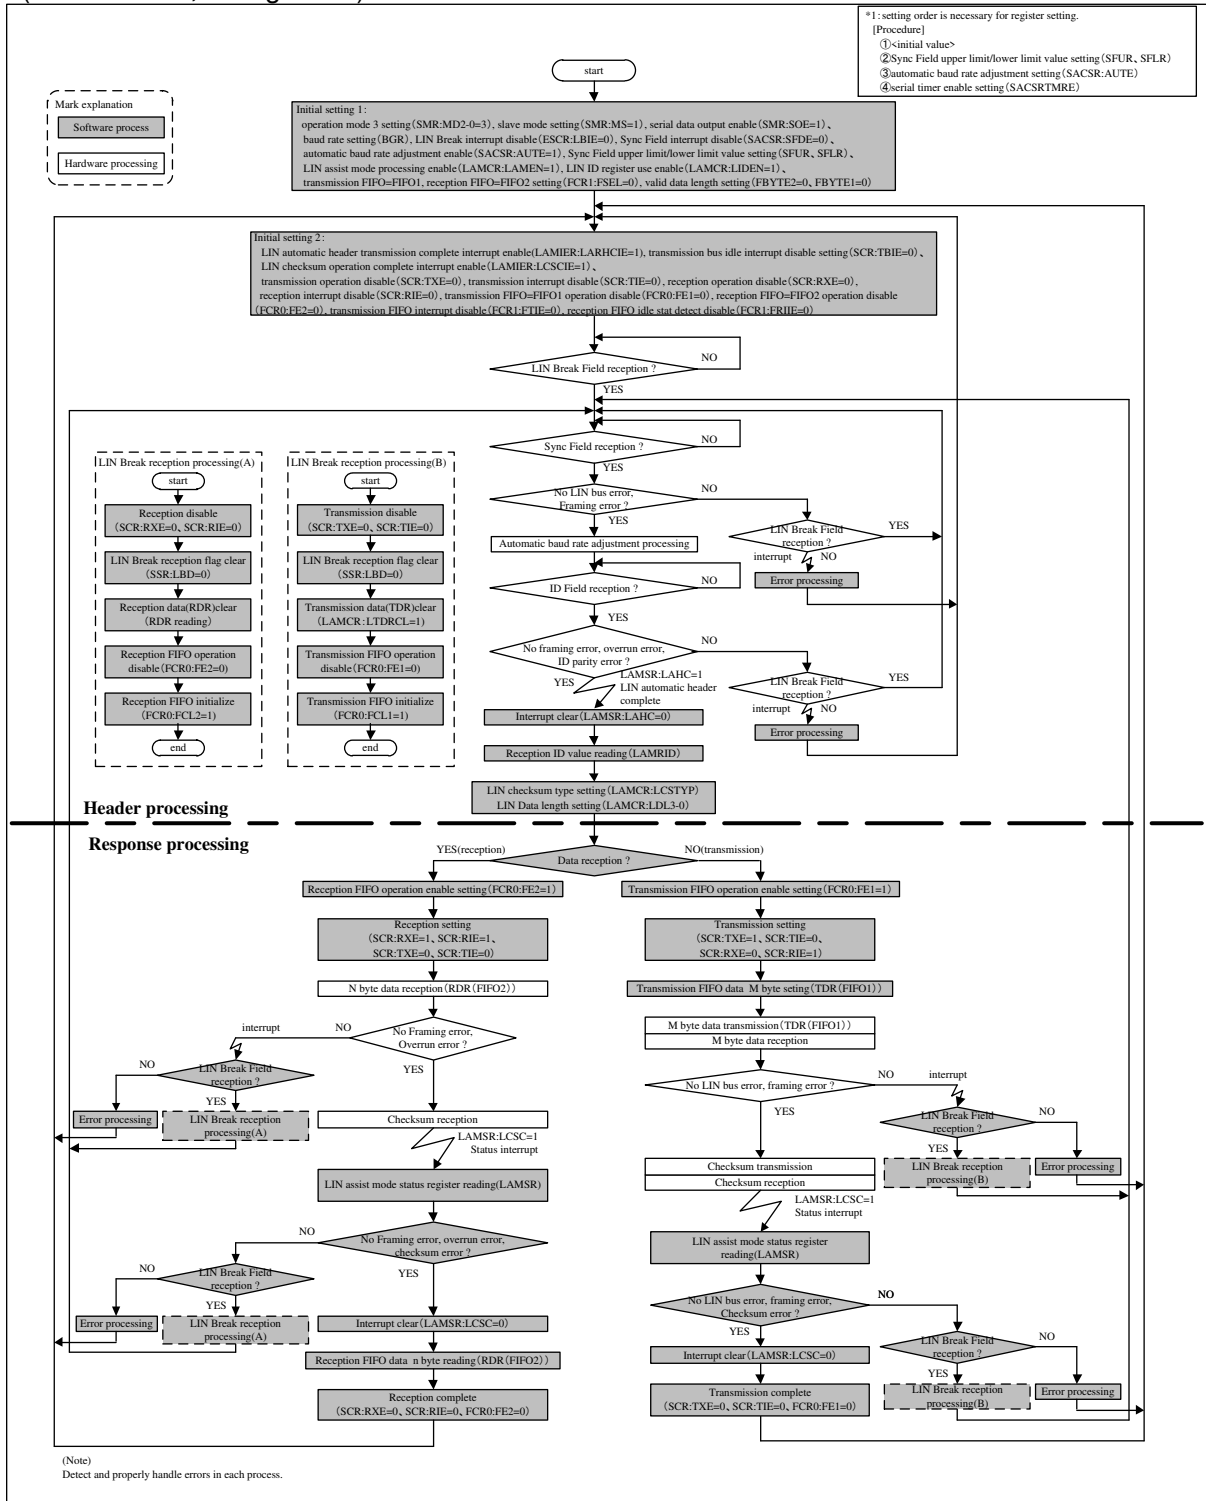 *1:setting order is necessary for register setting.
[Procedure]
①<initial value>
②Sync Field upper limit/lower limit value setting(SFUR、SFLR)
③automatic baud rate adjustment setting(SACSR:AUTE)
④serial timer enable setting(SACSRTMRE)
start
Mark explanation
Software process
Hardware processing
Initial setting 1:
operation mode 3 setting(SMR:MD2-0=3), slave mode setting(SMR:MS=1), serial data output enable(SMR:SOE=1)、
baud rate setting(BGR), LIN Break interrupt disable(ESCR:LBIE=0), Sync Field interrupt disable(SACSR:SFDE=0)、
automatic baud rate adjustment enable(SACSR:AUTE=1), Sync Field upper limit/lower limit value setting(SFUR, SFLR)、
LIN assist mode processing enable(LAMCR:LAMEN=1), LIN ID register use enable(LAMCR:LIDEN=1)、
transmission FIFO=FIFO1, reception FIFO=FIFO2 setting(FCR1:FSEL=0), valid data length setting(FBYTE2=0、FBYTE1=0)
Initial setting 2:
LIN automatic header transmission complete interrupt enable(LAMIER:LARHCIE=1), transmission bus idle interrupt disable setting(SCR:TBIE=0)、
LIN checksum operation complete interrupt enable(LAMIER:LCSCIE=1)、
transmission operation disable(SCR:TXE=0), transmission interrupt disable(SCR:TIE=0), reception operation disable(SCR:RXE=0),
reception interrupt disable(SCR:RIE=0), transmission FIFO=FIFO1 operation disable(FCR0:FE1=0), reception FIFO=FIFO2 operation disable
(FCR0:FE2=0), transmission FIFO interrupt disable(FCR1:FTIE=0), reception FIFO idle stat detect disable(FCR1:FRIIE=0)
LIN Break Field reception ?
NO
YES
Sync Field reception ?
NO
YES
No LIN bus error,
Framing error ?
NO
YES
LIN Break Field
reception ?
YES
interrupt
NO
Error processing
Automatic baud rate adjustment processing
ID Field reception ?
NO
YES
No framing error, overrun error,
ID parity error ?
NO
YES
LAMSR:LAHC=1
LIN automatic header
complete
LIN Break Field
reception ?
YES
interrupt
NO
Error processing
Interrupt clear(LAMSR:LAHC=0)
Reception ID value reading(LAMRID)
LIN checksum type setting(LAMCR:LCSTYP)
LIN Data length setting(LAMCR:LDL3-0)
LIN Break reception processing(A)
start
Reception disable
(SCR:RXE=0、SCR:RIE=0)
LIN Break reception flag clear
(SSR:LBD=0)
Reception data(RDR)clear
(RDR reading)
Reception FIFO operation
disable(FCR0:FE2=0)
Reception FIFO initialize
(FCR0:FCL2=1)
end
LIN Break reception processing(B)
start
Transmission disable
(SCR:TXE=0、SCR:TIE=0)
LIN Break reception flag clear
(SSR:LBD=0)
Transmission data(TDR)clear
(LAMCR:LTDRCL=1)
Transmission FIFO operation
disable(FCR0:FE1=0)
Transmission FIFO initialize
(FCR0:FCL1=1)
end
Header processing
Response processing
Data reception ?
YES(reception)
NO(transmission)
Reception FIFO operation enable setting(FCR0:FE2=1)
Reception setting
(SCR:RXE=1、SCR:RIE=1、
SCR:TXE=0、SCR:TIE=0)
N byte data reception(RDR(FIFO2))
No Framing error,
Overrun error ?
NO
interrupt
YES
LIN Break Field
reception ?
NO
YES
Error processing
LIN Break reception
processing(A)
Checksum reception
LAMSR:LCSC=1
Status interrupt
LIN assist mode status register reading(LAMSR)
No Framing error, overrun error,
checksum error ?
NO
YES
LIN Break Field
reception ?
NO
YES
Error processing
LIN Break reception
processing(A)
Interrupt clear(LAMSR:LCSC=0)
Reception FIFO data n byte reading(RDR(FIFO2))
Reception complete
(SCR:RXE=0、SCR:RIE=0、FCR0:FE2=0)
Transmission FIFO operation enable setting(FCR0:FE1=1)
Transmission setting
(SCR:TXE=1、SCR:TIE=0、
SCR:RXE=0、SCR:RIE=1)
Transmission FIFO data M byte seting(TDR(FIFO1))
M byte data transmission(TDR(FIFO1))
M byte data reception
No LIN bus error, framing error ?
NO
interrupt
YES
LIN Break Field
reception ?
NO
YES
LIN Break reception
processing(B)
Error processing
Checksum transmission
Checksum reception
LAMSR:LCSC=1
Status interrupt
LIN assist mode status register
reading(LAMSR)
No LIN bus error, framing error,
Checksum error ?
NO
YES
LIN Break Field
reception ?
NO
YES
LIN Break reception
processing(B)
Error processing
Interrupt clear(LAMSR:LCSC=0)
Transmission complete
(SCR:TXE=0、SCR:TIE=0、FCR0:FE1=0)
(Note)
Detect and properly handle errors in each process.